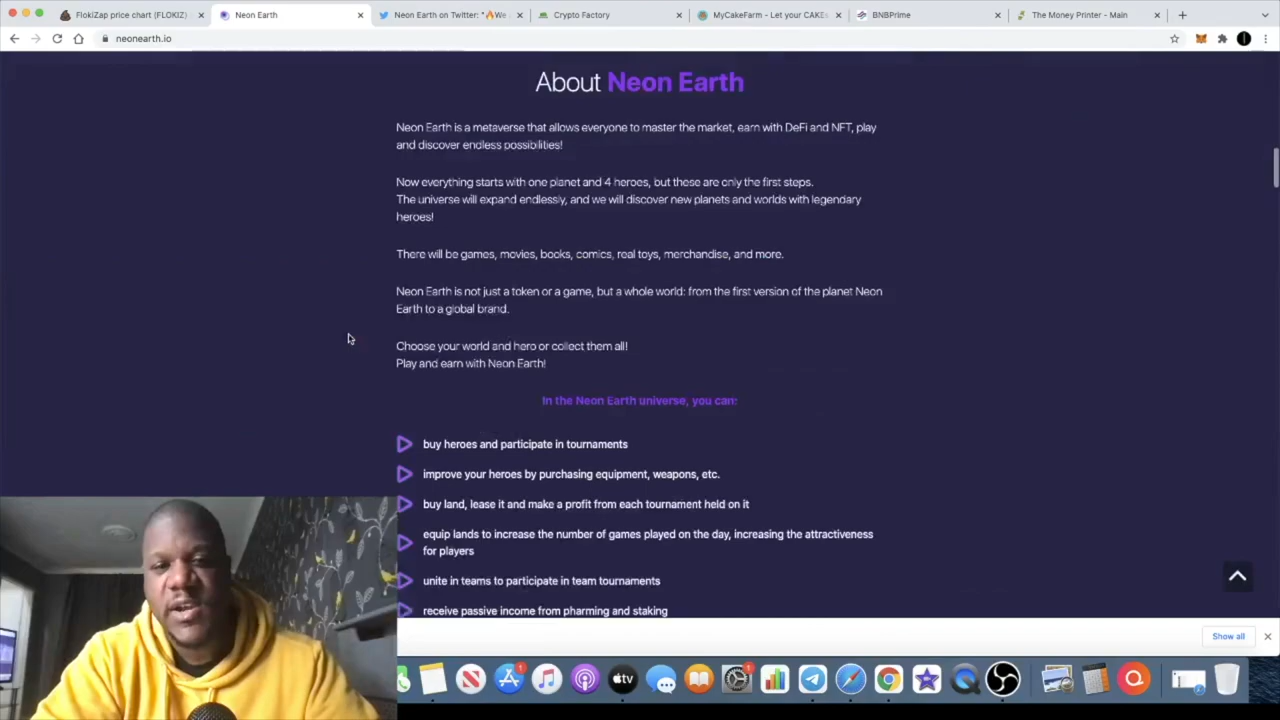 FlokiZap price chart (FLOKIZ)
Neon Earth
Neon Earth on Twitter: "🔥We
Crypto Factory
MyCakeFarm - Let your CAKE
BNBPrime
The Money Printer - Main
neonearth.io
About Neon Earth
Neon Earth is a metaverse that allows everyone to master the market, earn with DeFi and NFT, play
and discover endless possibilities!
Now everything starts with one planet and 4 heroes, but these are only the first steps.
The universe will expand endlessly, and we will discover new planets and worlds with legendary
heroes!
There will be games, movies, books, comics, real toys, merchandise, and more.
Neon Earth is not just a token or a game, but a whole world: from the first version of the planet Neon
Earth to a global brand.
Choose your world and hero or collect them all!
Play and earn with Neon Earth!
In the Neon Earth universe, you can:
buy heroes and participate in tournaments
improve your heroes by purchasing equipment, weapons, etc.
buy land, lease it and make a profit from each tournament held on it
equip lands to increase the number of games played on the day, increasing the attractiveness
for players
unite in teams to participate in team tournaments
receive passive income from pharming and staking
Show all
tv